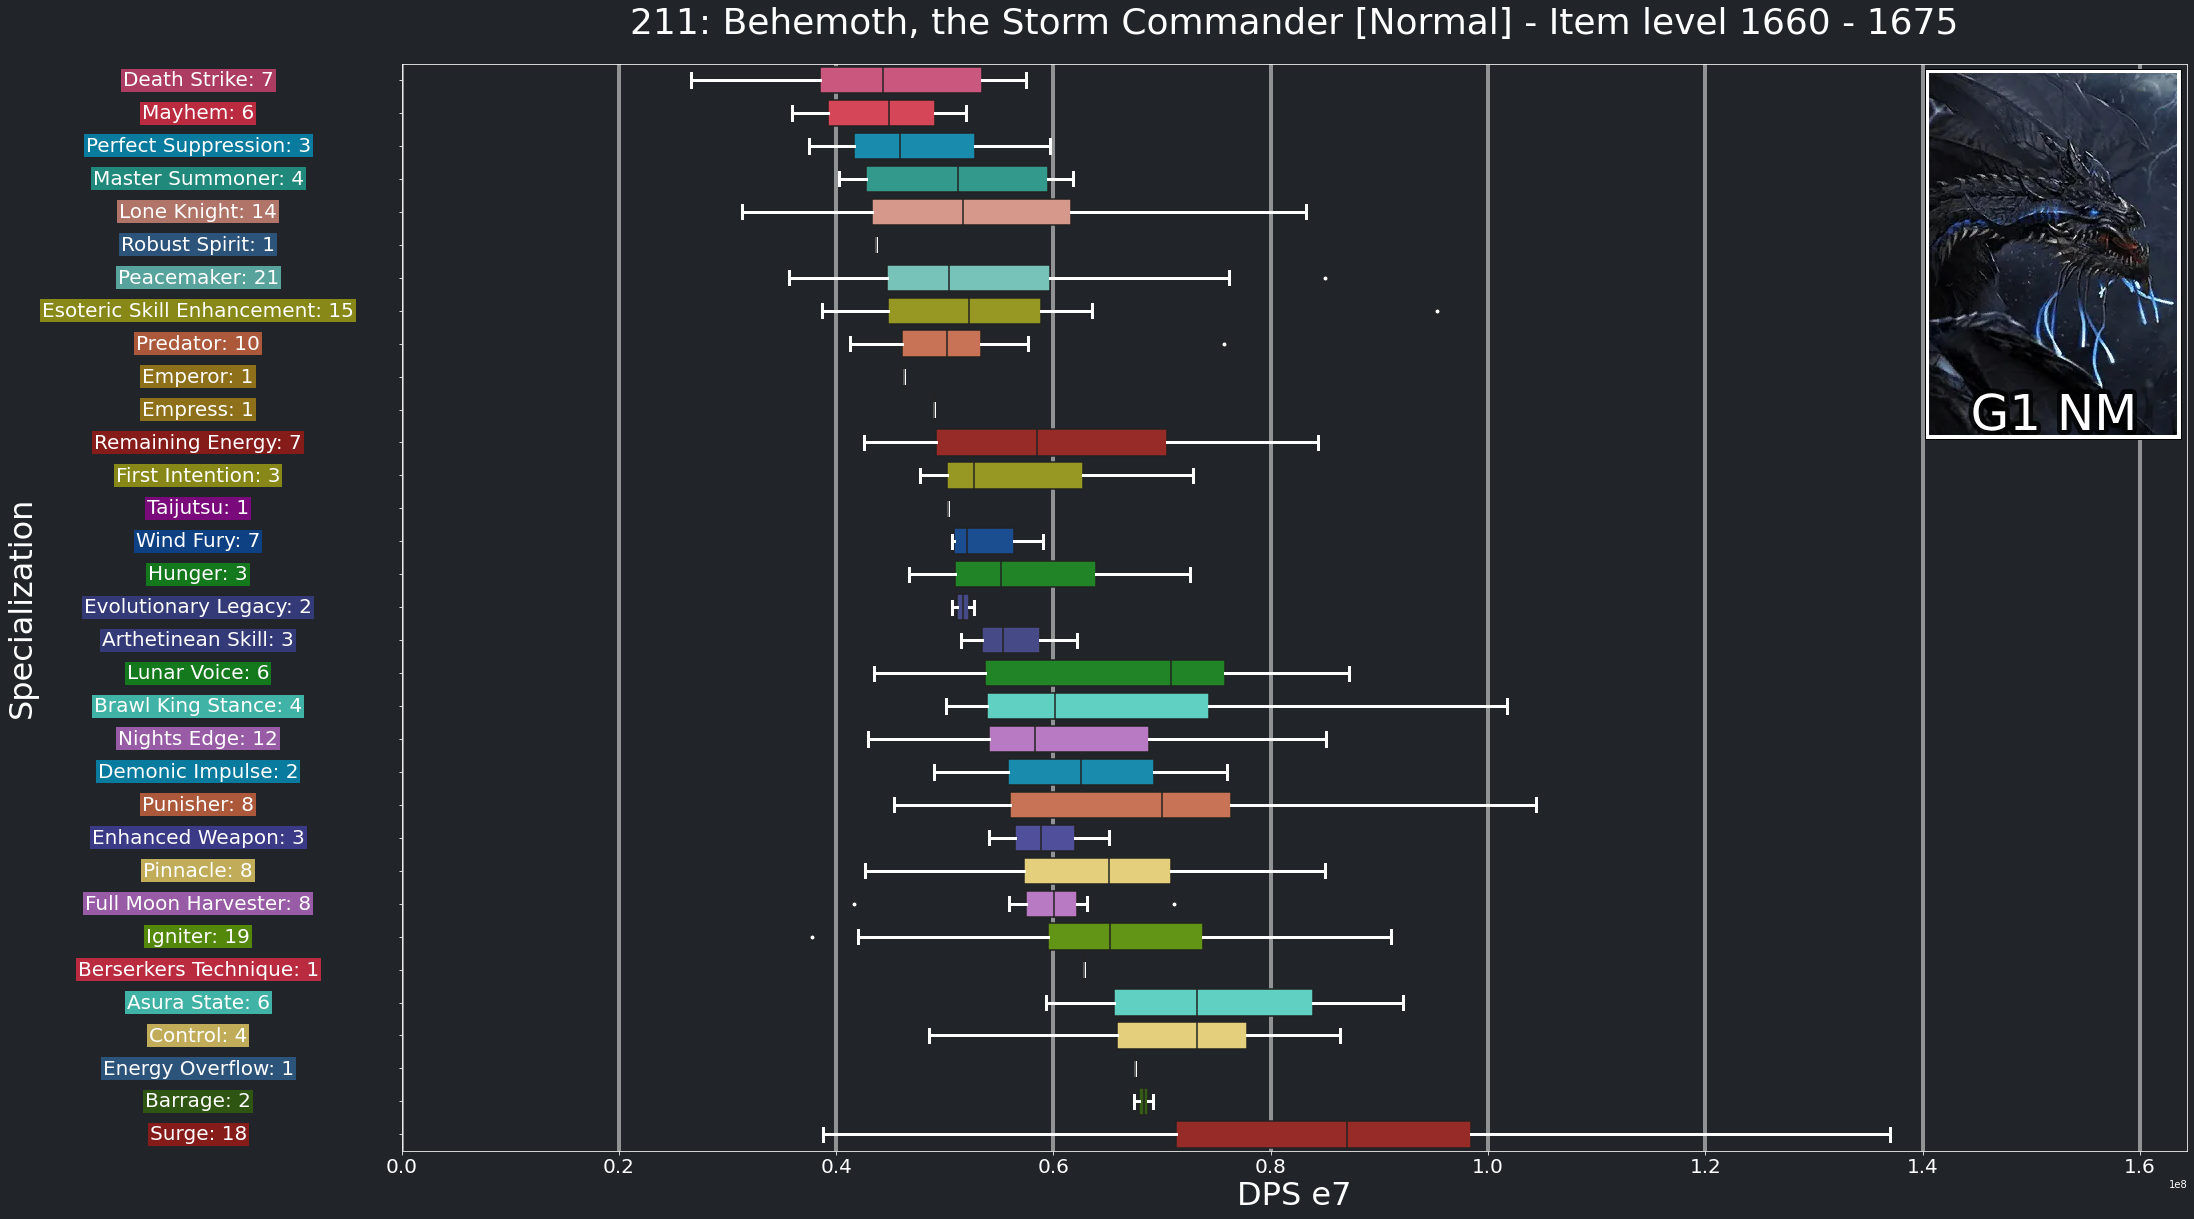 211: Behemoth, the Storm Commander [Normal] - Item level 1660 - 1675
Death Strike: 7
Mayhem: 6
Perfect Suppression: 3
Master Summoner: 4
Lone Knight: 14
Robust Spirit: 1
Peacemaker: 21
Esoteric Skill Enhancement: 15
Predator: 10
Emperor: 1
Empress: 1
Remaining Energy: 7
First Intention: 3
Taijutsu: 1
Wind Fury: 7
Hunger: 3
Evolutionary Legacy: 2
Arthetinean Skill: 3
Lunar Voice: 6
Brawl King Stance: 4
Nights Edge: 12
Demonic Impulse: 2
Punisher: 8
Enhanced Weapon: 3
Pinnacle: 8
Full Moon Harvester: 8
Igniter: 19
Berserkers Technique: 1
Asura State: 6
Control: 4
Energy Overflow: 1
Barrage: 2
Surge: 18
Specialization
G1 NM
0.0 0.2 0.4 0.6 0.8 1.0 1.2 1.4 1.6
1e8
DPS e7